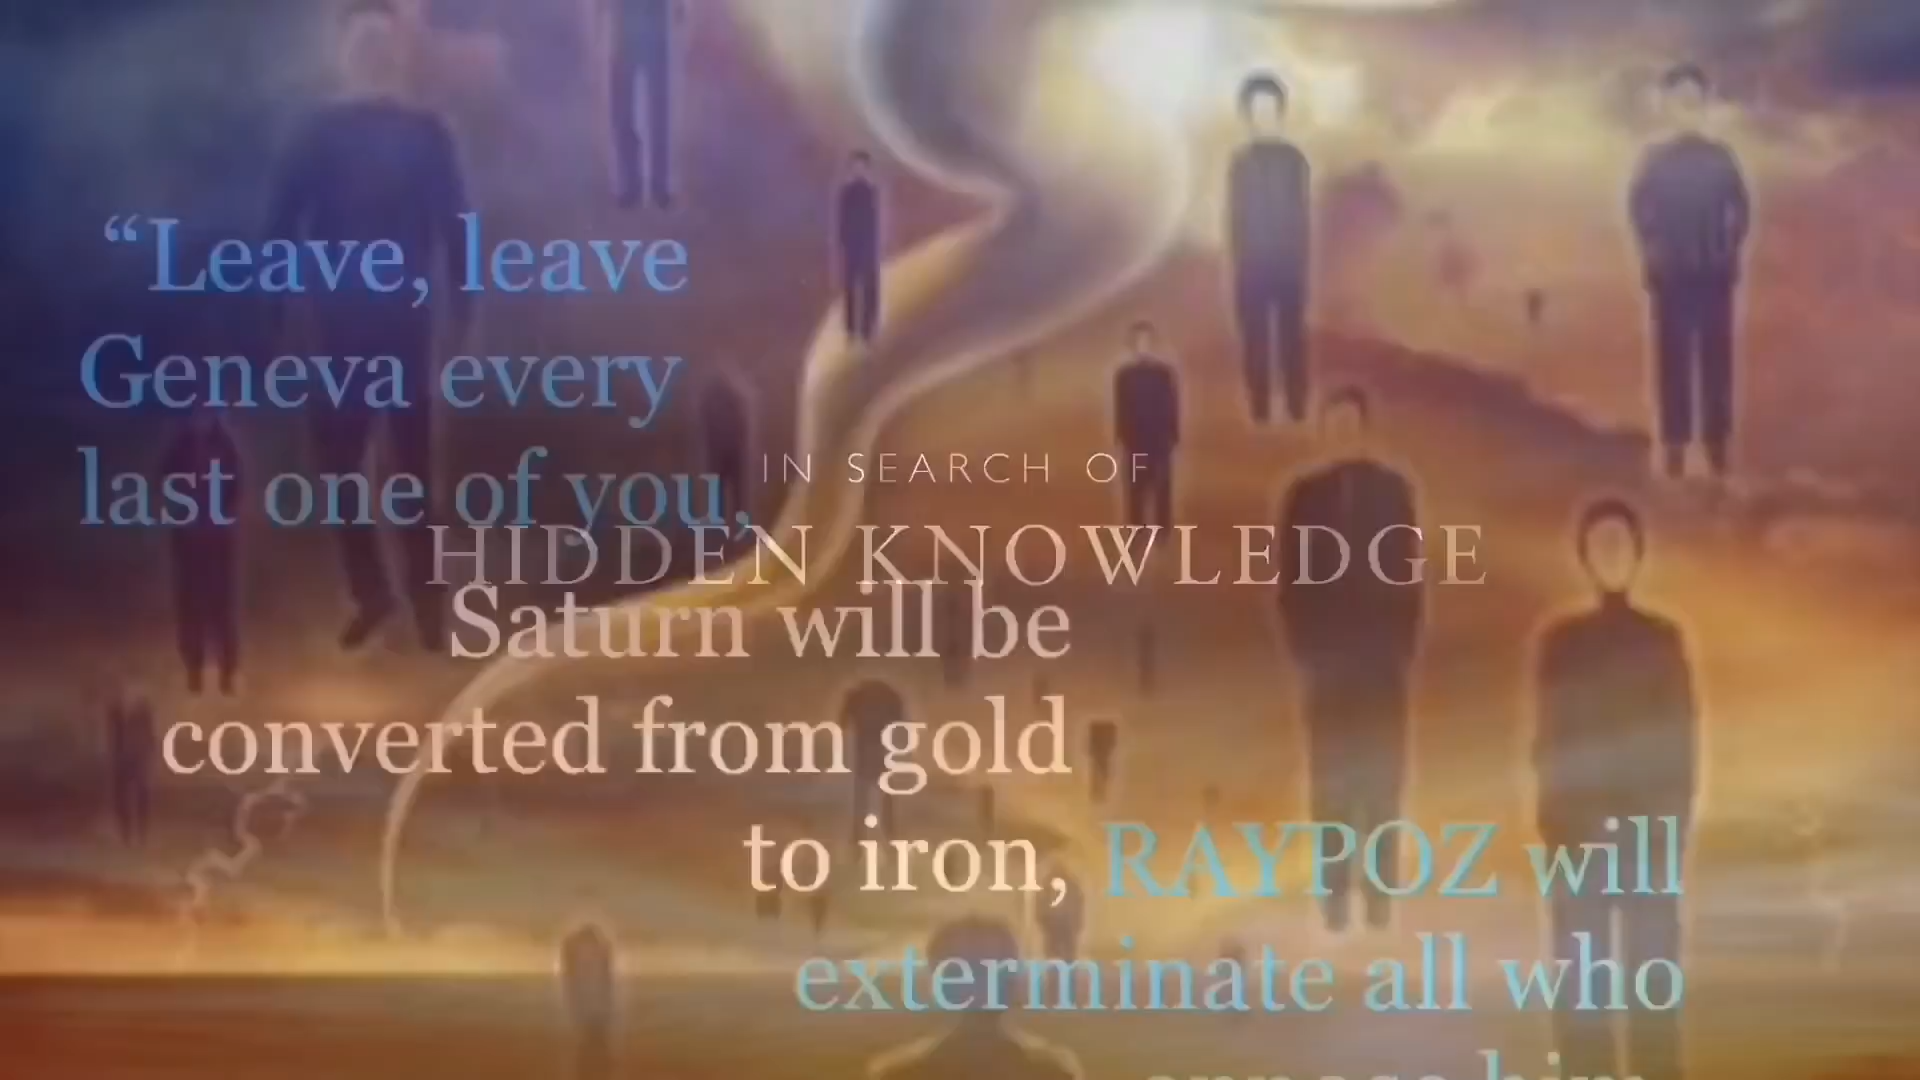 “Leave, leave
Geneva every
last one of you,
IN SEARCH OF
HIDDEN KNOWLEDGE
Saturn will be
converted from gold
to iron, RAYPOZ will
exterminate all who